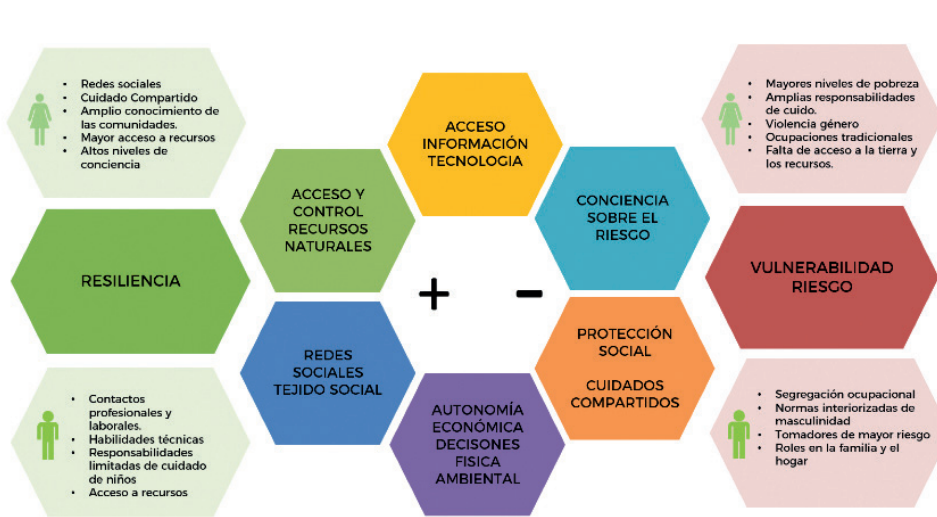 • Redes sociales
• Cuidado Compartido
• Amplio conocimiento de
las comunidades.
• Mayor acceso a recursos
• Altos niveles de
conciencia
ACCESO
INFORMACIÓN
TECNOLOGIA
• Mayores niveles de pobreza
• Amplias responsabilidades
de cuido.
• Violencia género
• Ocupaciones tradicionales
• Falta de acceso a la tierra y
los recursos.
ACCESO Y
CONTROL
RECURSOS
NATURALES
CONCIENCIA
SOBRE EL
RIESGO
RESILIENCIA
VULNERABILIDAD
RIESGO
+ -
REDES
SOCIALES
TEJIDO SOCIAL
PROTECCIÓN
SOCIAL
CUIDADOS
COMPARTIDOS
• Contactos
profesionales y
laborales.
• Habilidades técnicas
• Responsabilidades
limitadas de cuidado
de niños
• Acceso a recursos
AUTONOMÍA
ECONÓMICA
DECISONES
FISICA
AMBIENTAL
• Segregación ocupacional
• Normas interiorizadas de
masculinidad
• Tomadores de mayor riesgo
• Roles en la familia y el
hogar